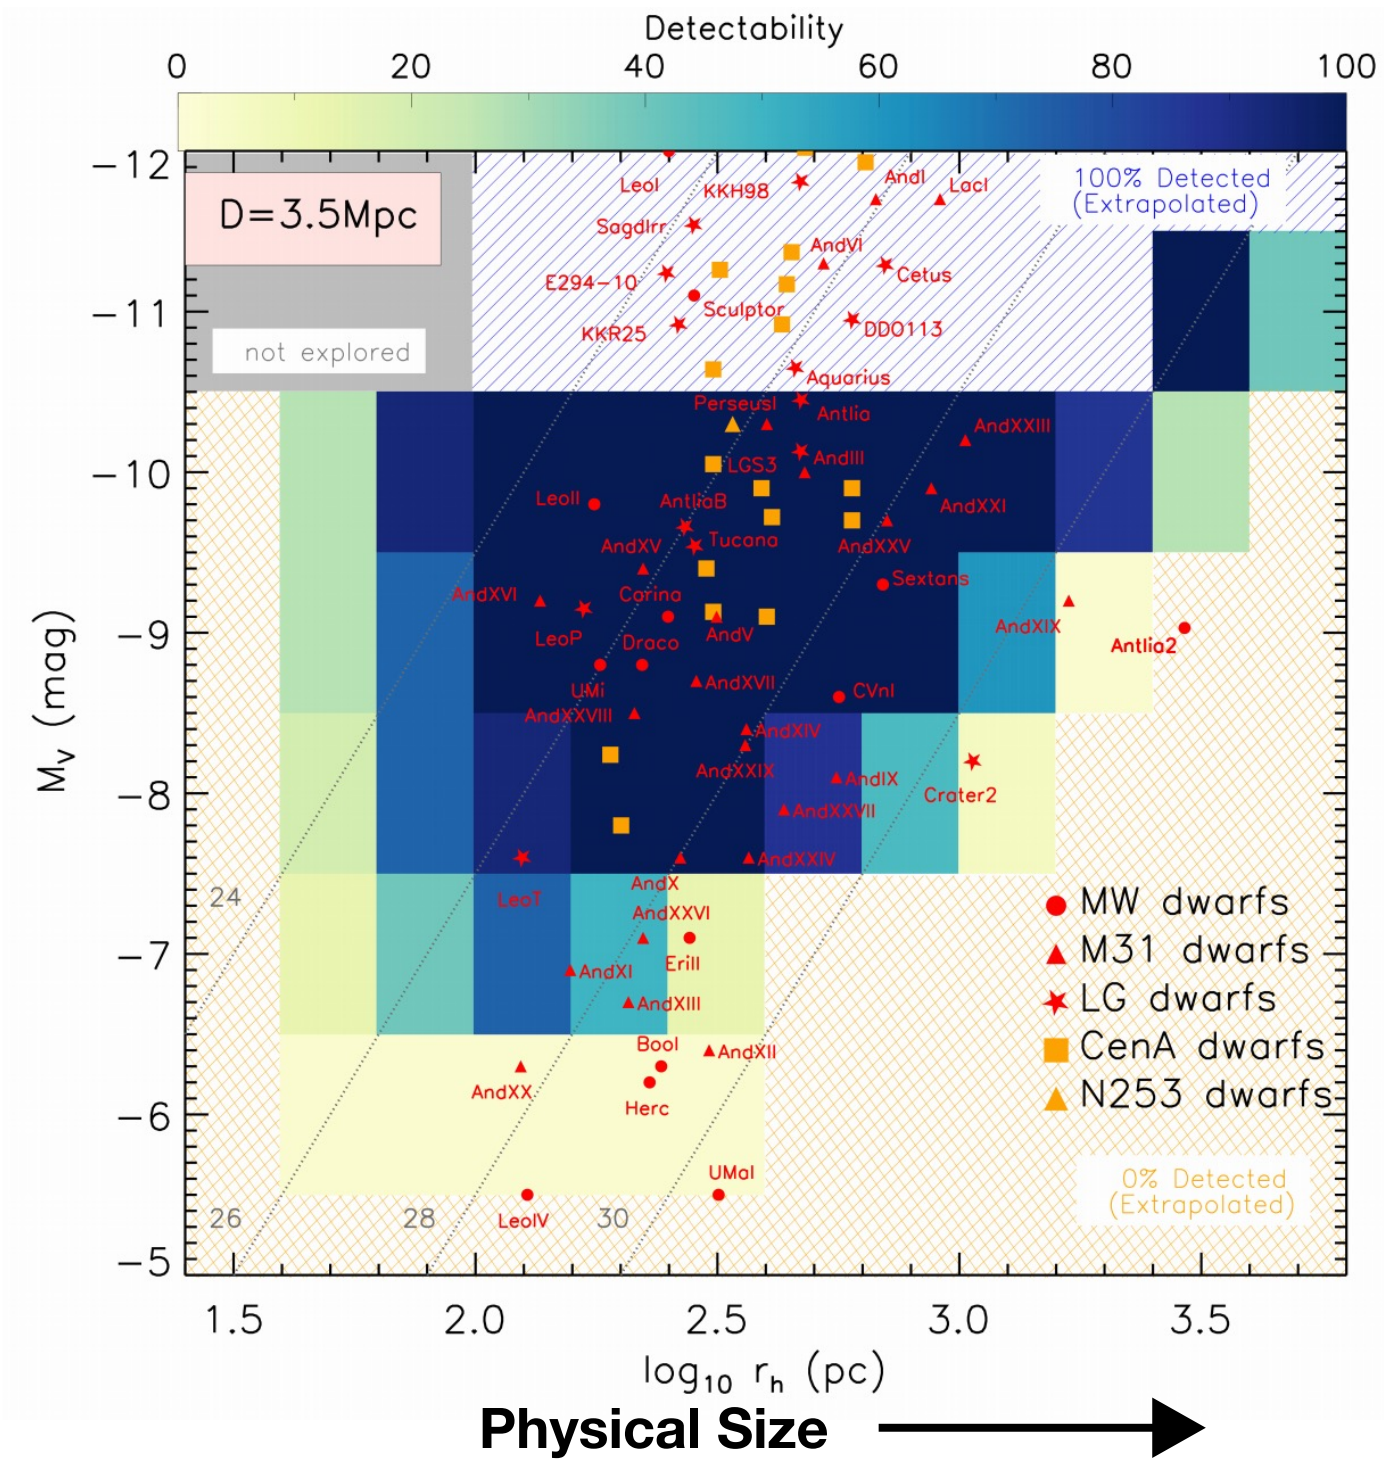 Detectability
0 20 40 60 80 100
−12
−11
−10
−9
−8
−7
−6
−5
M_V (mag)
D=3.5Mpc
not explored
100% Detected
(Extrapolated)
LeoI
KKH98
AndI
LacI
SagdIrr
AndVI
E294−10
Cetus
Sculptor
KKR25
DDO113
Aquarius
PerseusI
Antlia
AndXXIII
LGS3
AndIII
LeoII
AntliaB
AndXXI
AndXV
Tucana
AndXXV
Sextans
AndXVI
Carina
AndXIX
LeoP
Draco
AndV
Antlia2
UMi
AndXVII
CVnI
AndXXVIII
AndXIV
AndXXIX
AndIX
Crater2
AndXXVII
AndXXIV
LeoT
AndX
AndXXVI
EriII
AndXI
AndXIII
BooI
AndXII
AndXX
Herc
UMaI
LeoIV
24
26
28
30
MW dwarfs
M31 dwarfs
LG dwarfs
CenA dwarfs
N253 dwarfs
0% Detected
(Extrapolated)
1.5 2.0 2.5 3.0 3.5
log₁₀ r_h (pc)
Physical Size